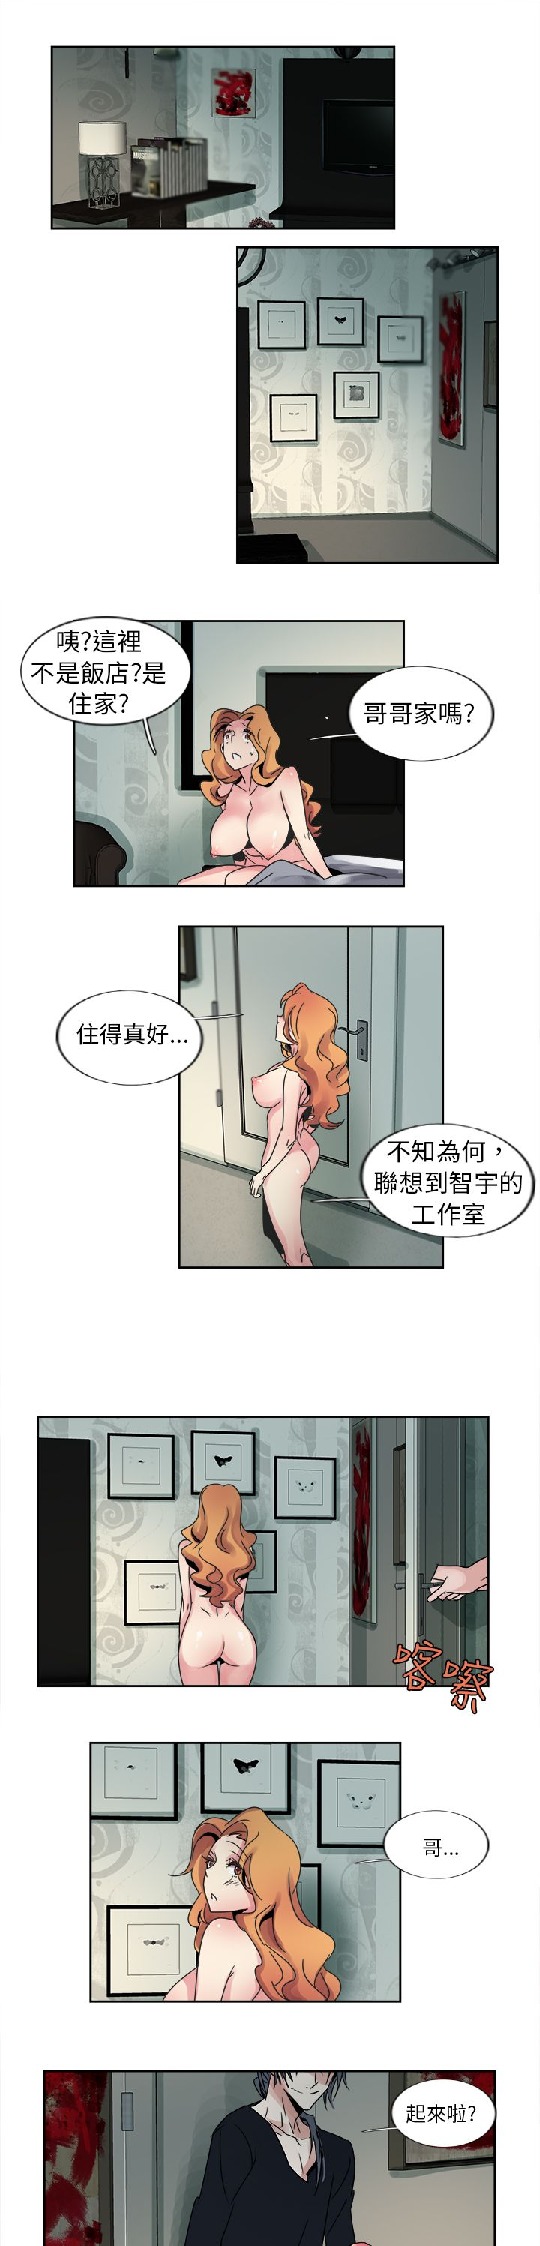 咦?這裡
不是飯店?是
住家?
哥哥家嗎?
住得真好...
不知為何，
聯想到智宇的
工作室
喀嚓
哥...
起來啦?